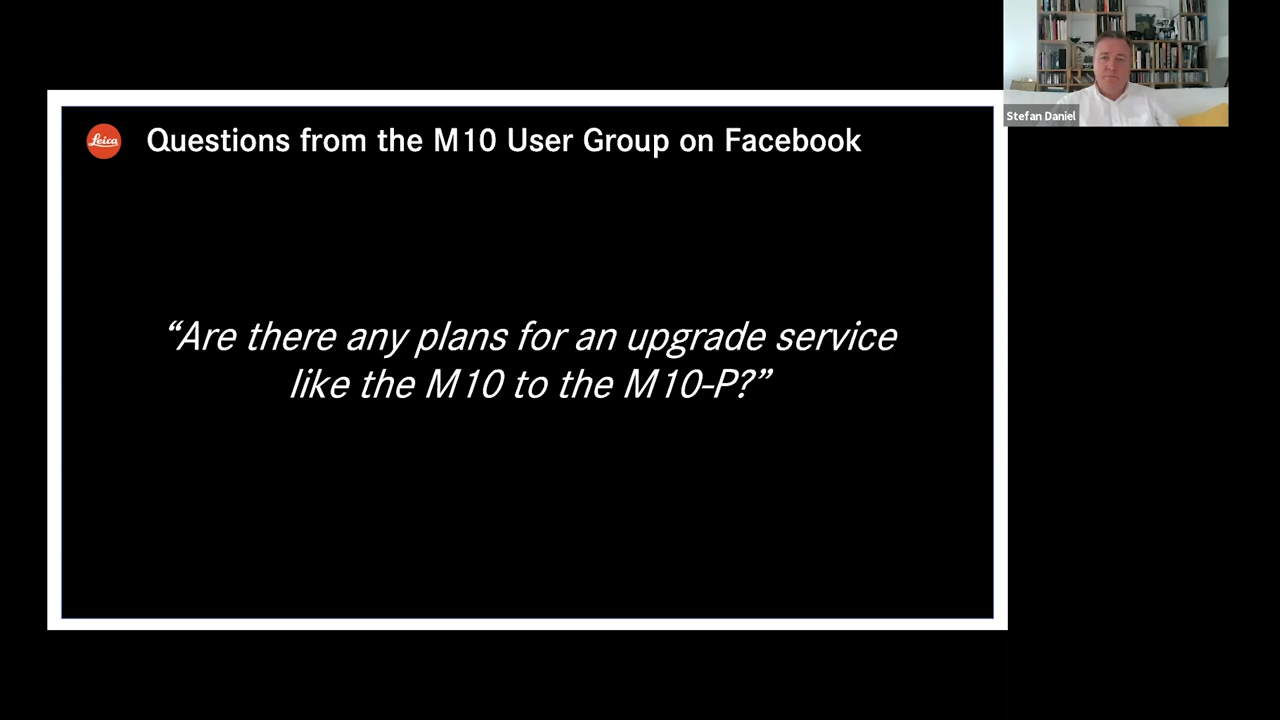 Leica
Questions from the M10 User Group on Facebook
“Are there any plans for an upgrade service
like the M10 to the M10-P?”
Stefan Daniel